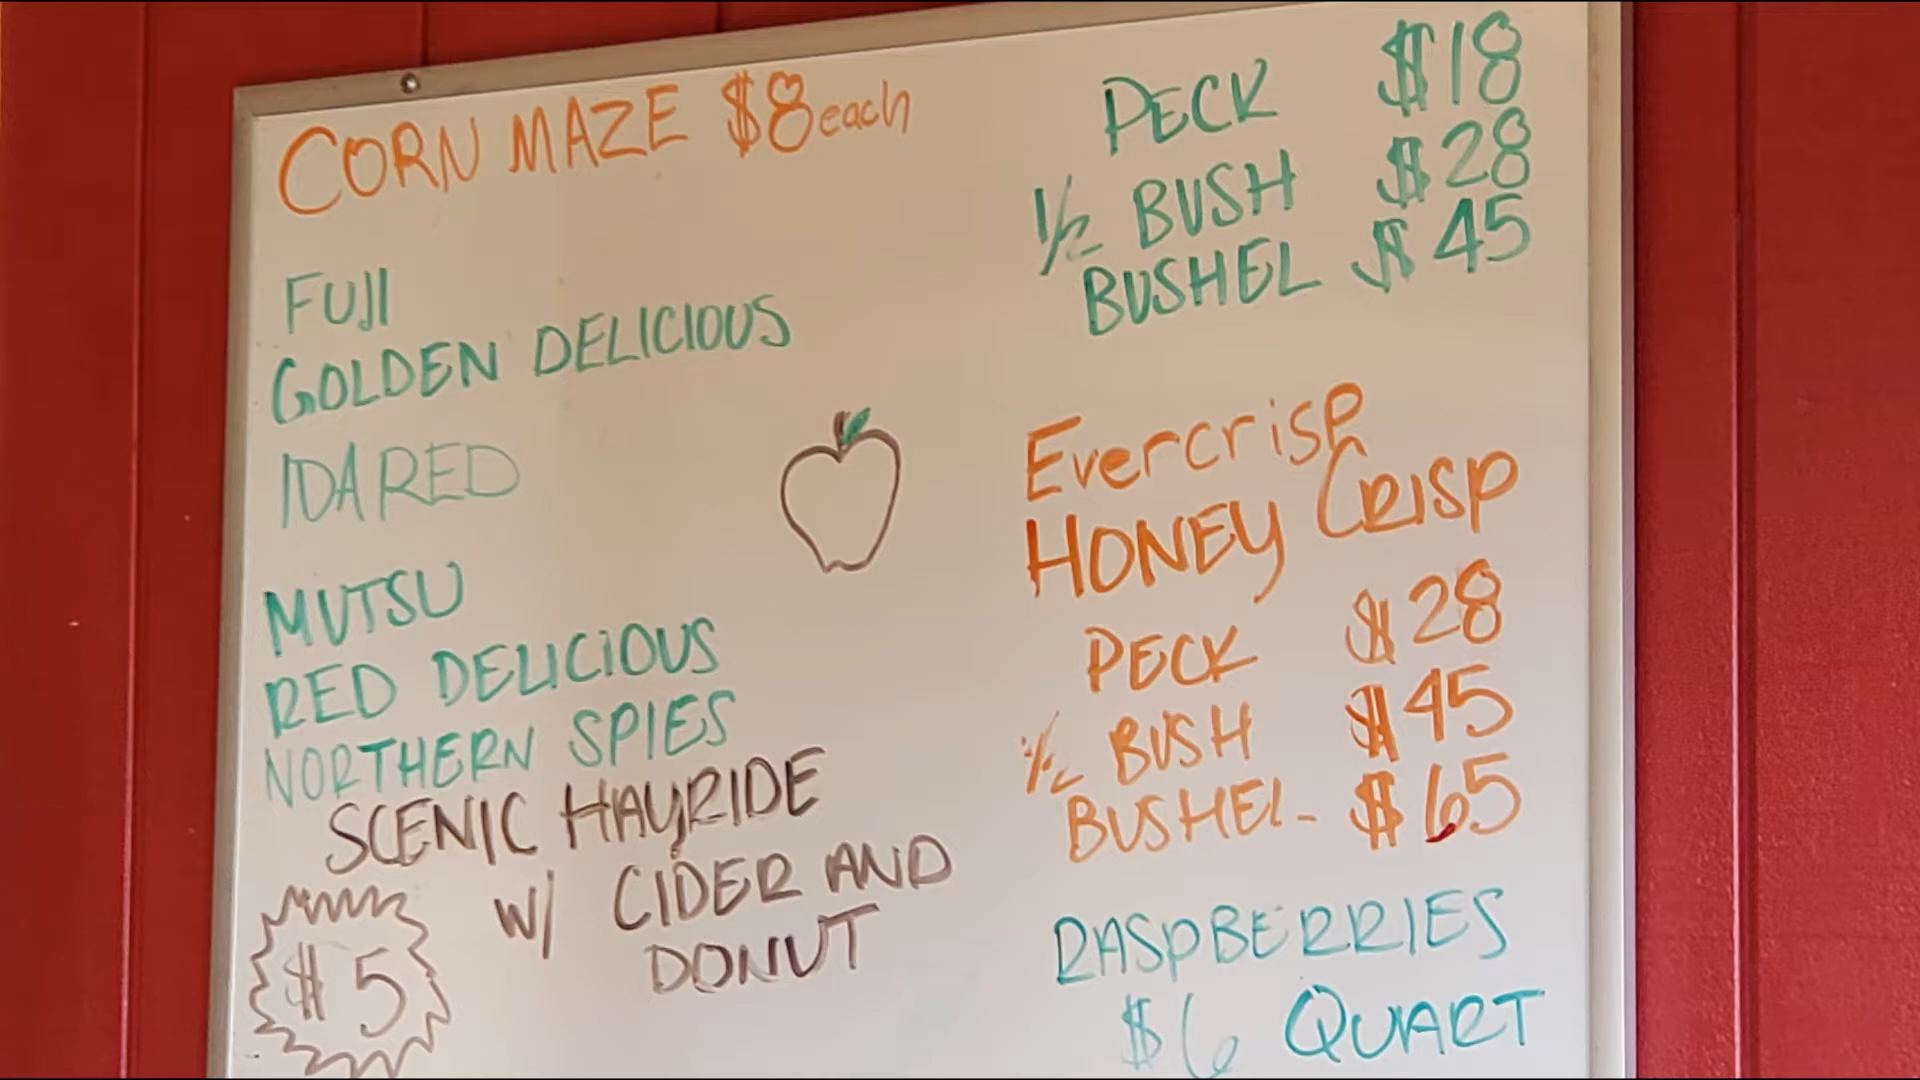 CORN MAZE $8 each
FUJI
GOLDEN DELICIOUS
IDA RED
MUTSU
RED DELICIOUS
NORTHERN SPIES
SCENIC HAYRIDE
W/ CIDER AND
DONUT
$5
PECK $18
1/2 BUSH $28
BUSHEL $45
Evercrisp
HONEY CRISP
PECK $28
1/2 BUSH $45
BUSHEL $65
RASPBERRIES
$6 QUART